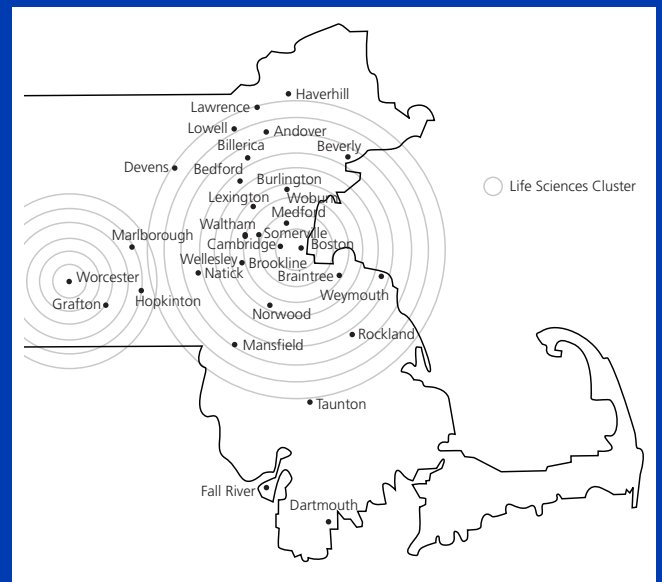 Haverhill
Lawrence
Lowell
Andover
Billerica
Beverly
Devens
Bedford
Burlington
Life Sciences Cluster
Lexington
Woburn
Medford
Waltham
Somerville
Marlborough
Cambridge
Boston
Wellesley
Brookline
Natick
Braintree
Worcester
Weymouth
Grafton
Hopkinton
Norwood
Rockland
Mansfield
Taunton
Fall River
Dartmouth